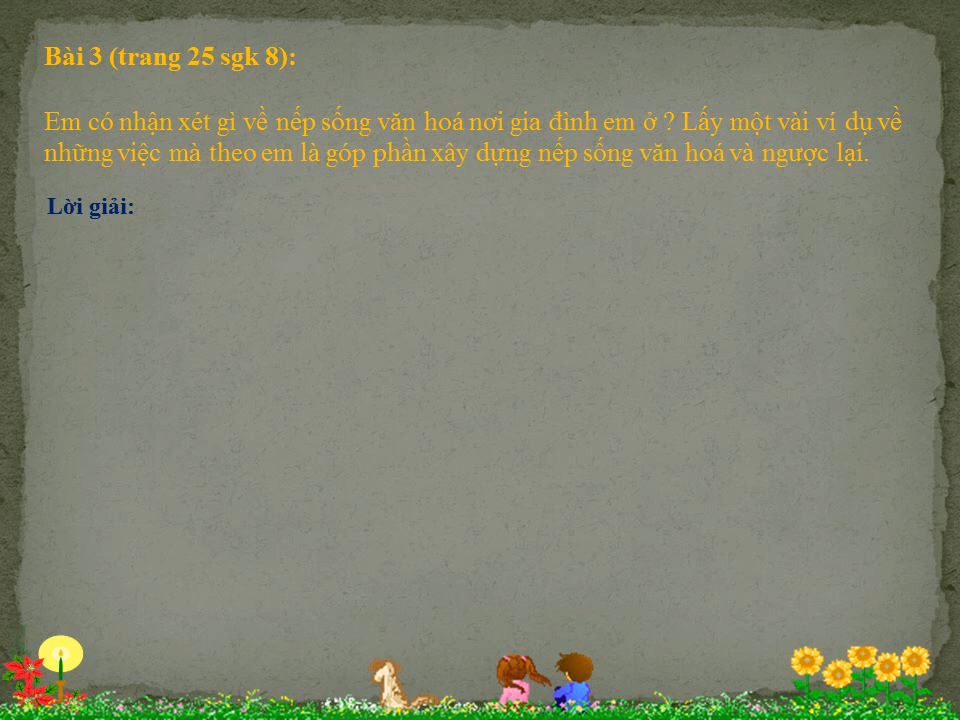 Bài 3 (trang 25 sgk 8):
Em có nhận xét gì về nếp sống văn hoá nơi gia đình em ở ? Lấy một vài ví dụ về
những việc mà theo em là góp phần xây dựng nếp sống văn hoá và ngược lại.
Lời giải: